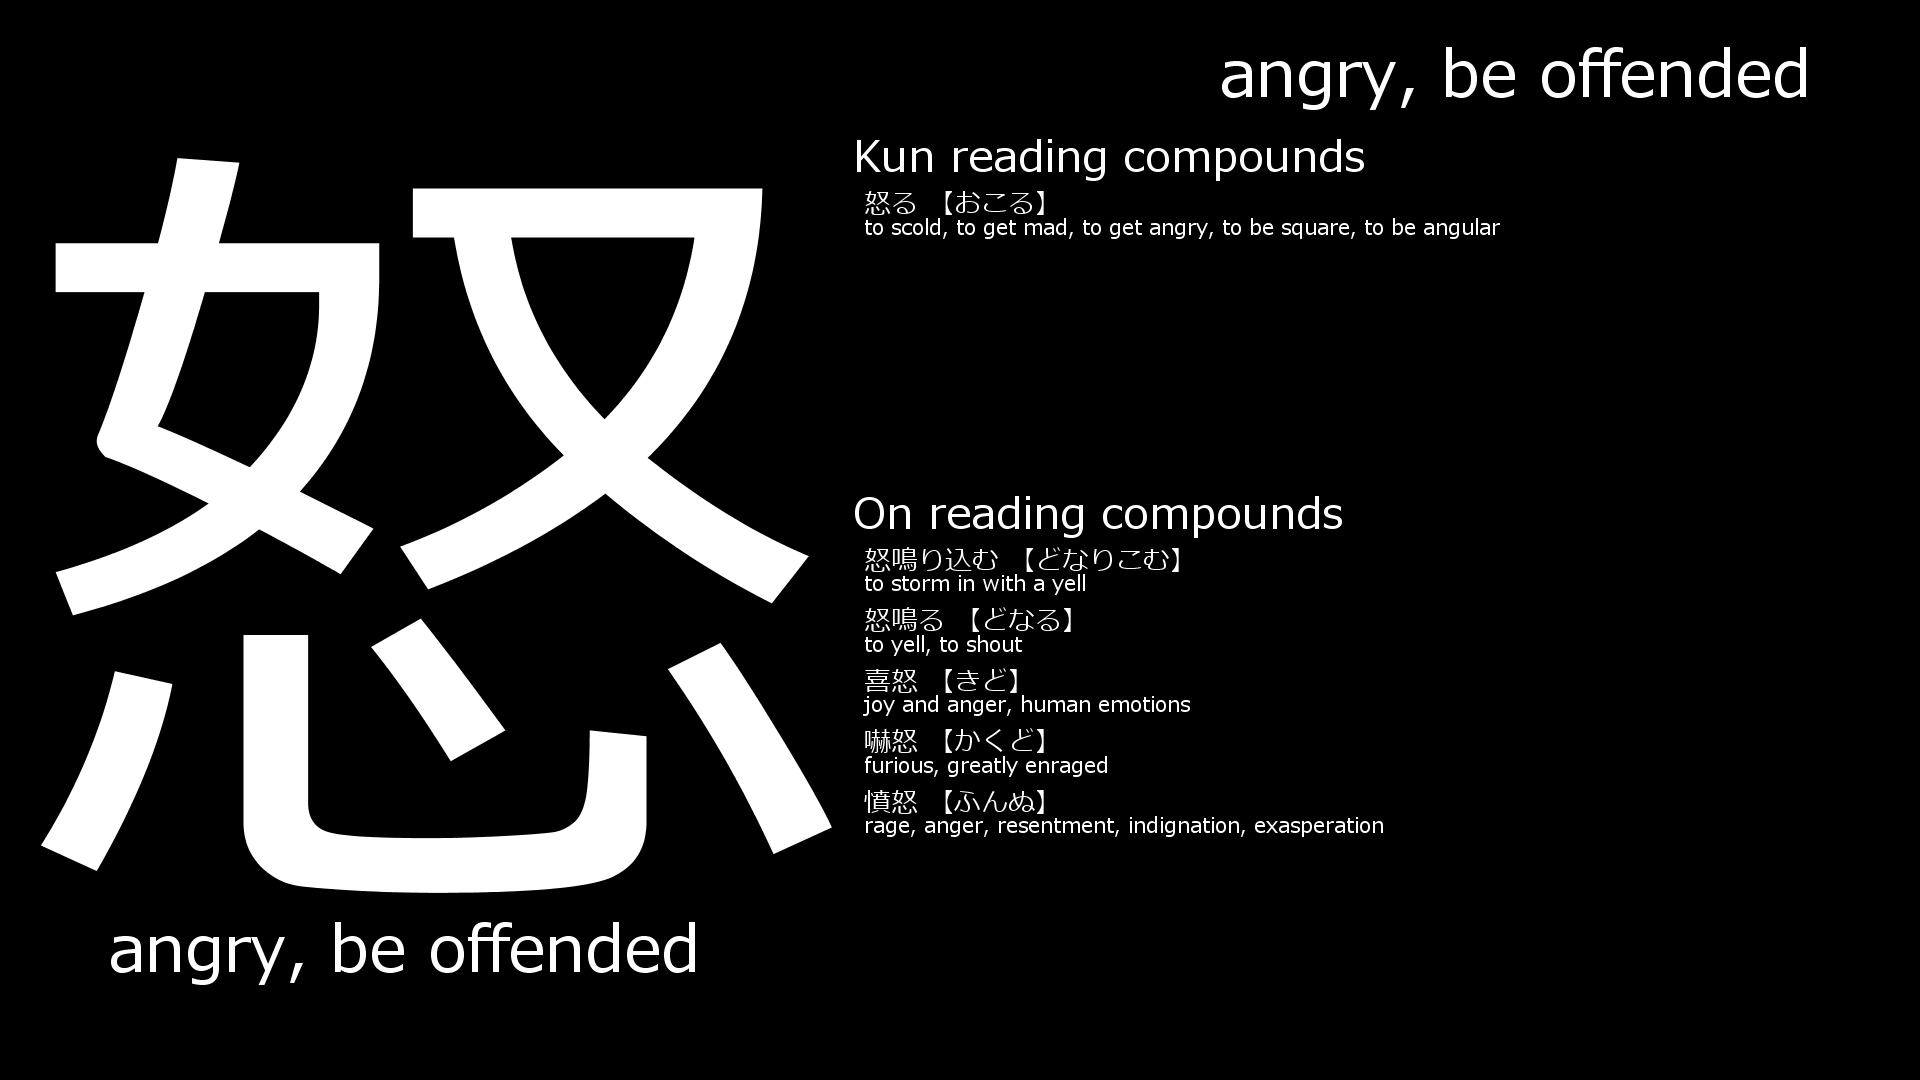 怒
angry, be offended
angry, be offended
Kun reading compounds
怒る 【おこる】
to scold, to get mad, to get angry, to be square, to be angular
On reading compounds
怒鳴り込む 【どなりこむ】
to storm in with a yell
怒鳴る 【どなる】
to yell, to shout
喜怒 【きど】
joy and anger, human emotions
嚇怒 【かくど】
furious, greatly enraged
憤怒 【ふんぬ】
rage, anger, resentment, indignation, exasperation